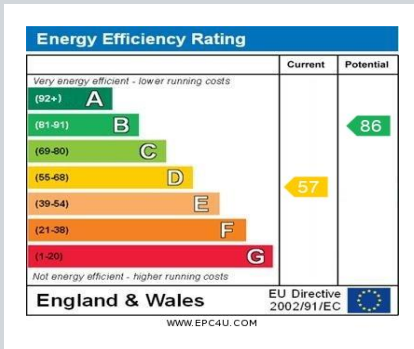 Energy Efficiency Rating
Current Potential
Very energy efficient - lower running costs
(92+) A
(81-91) B
86
(69-80) C
(55-68) D
57
(39-54) E
(21-38) F
(1-20) G
Not energy efficient - higher running costs
England & Wales
EU Directive
2002/91/EC
WWW.EPC4U.COM